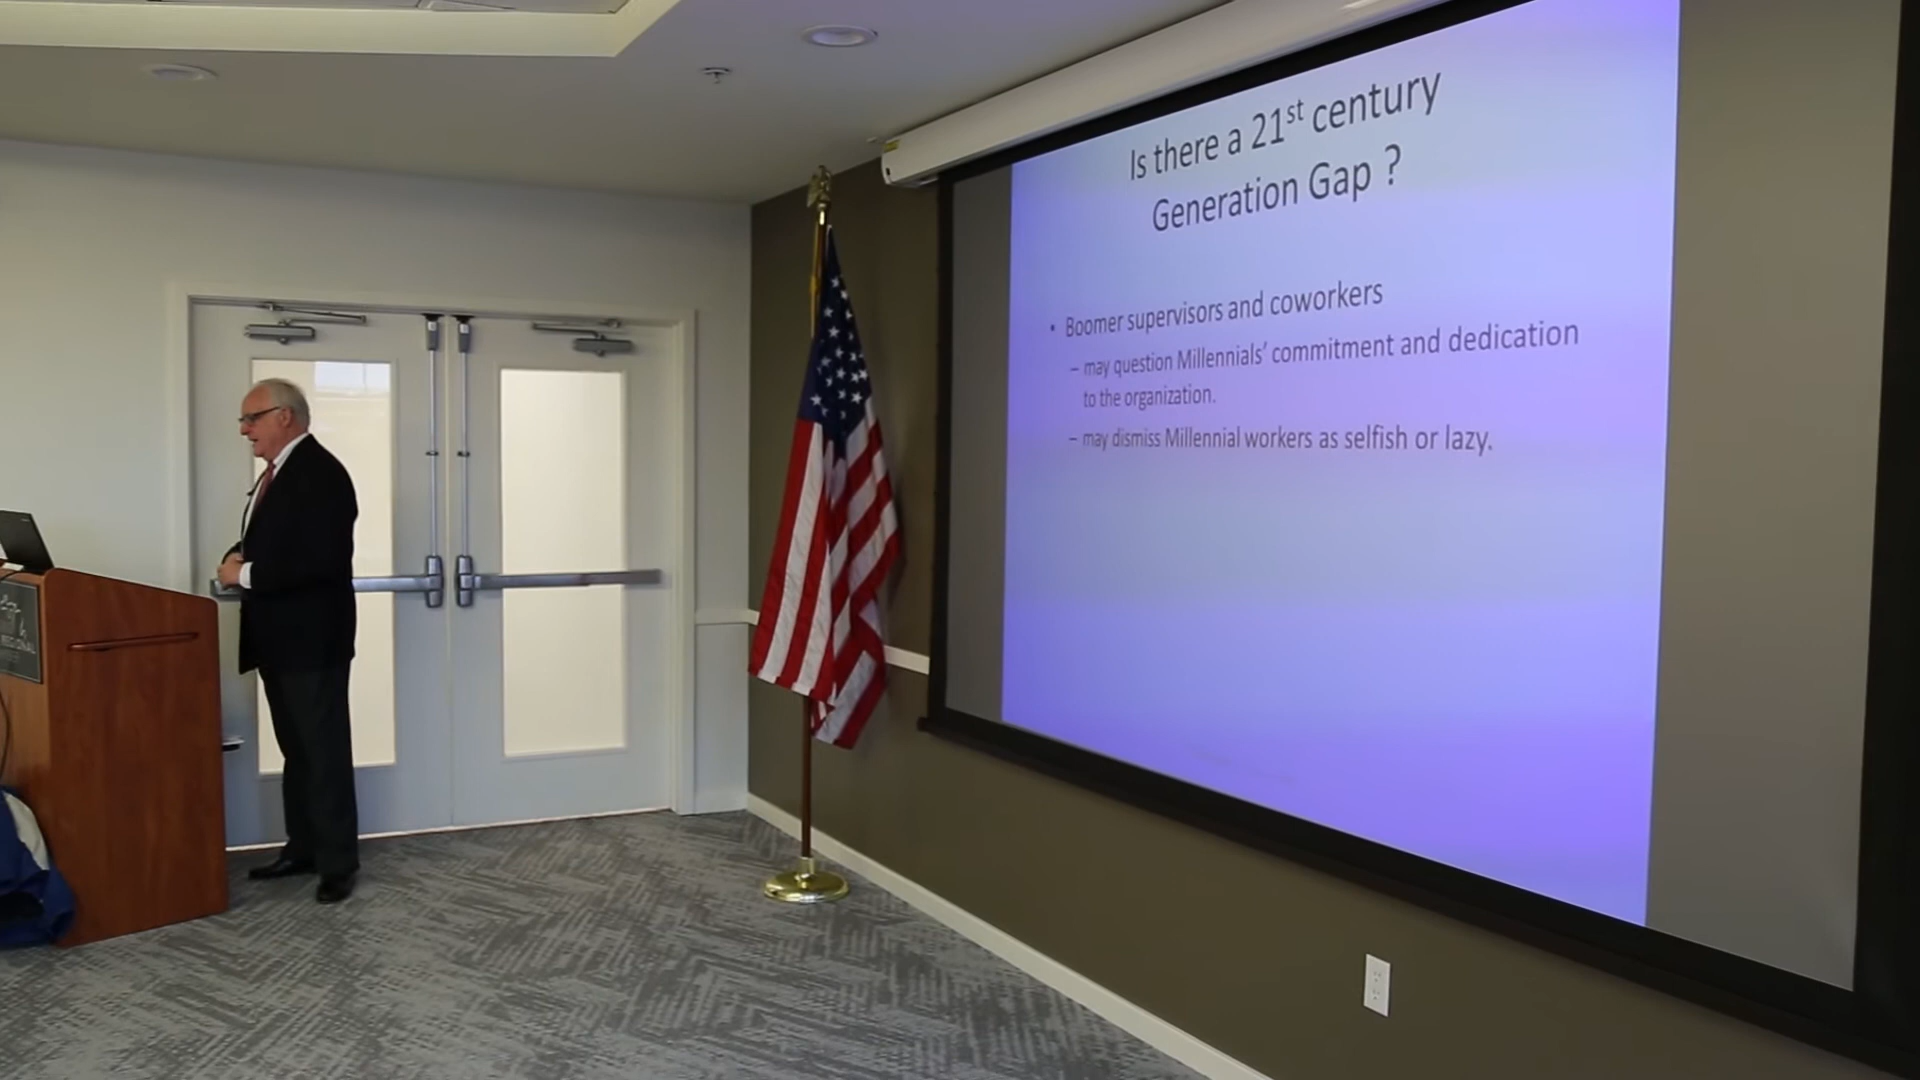 Is there a 21st century
Generation Gap ?
• Boomer supervisors and coworkers
– may question Millennials' commitment and dedication
to the organization.
– may dismiss Millennial workers as selfish or lazy.
REGIONAL